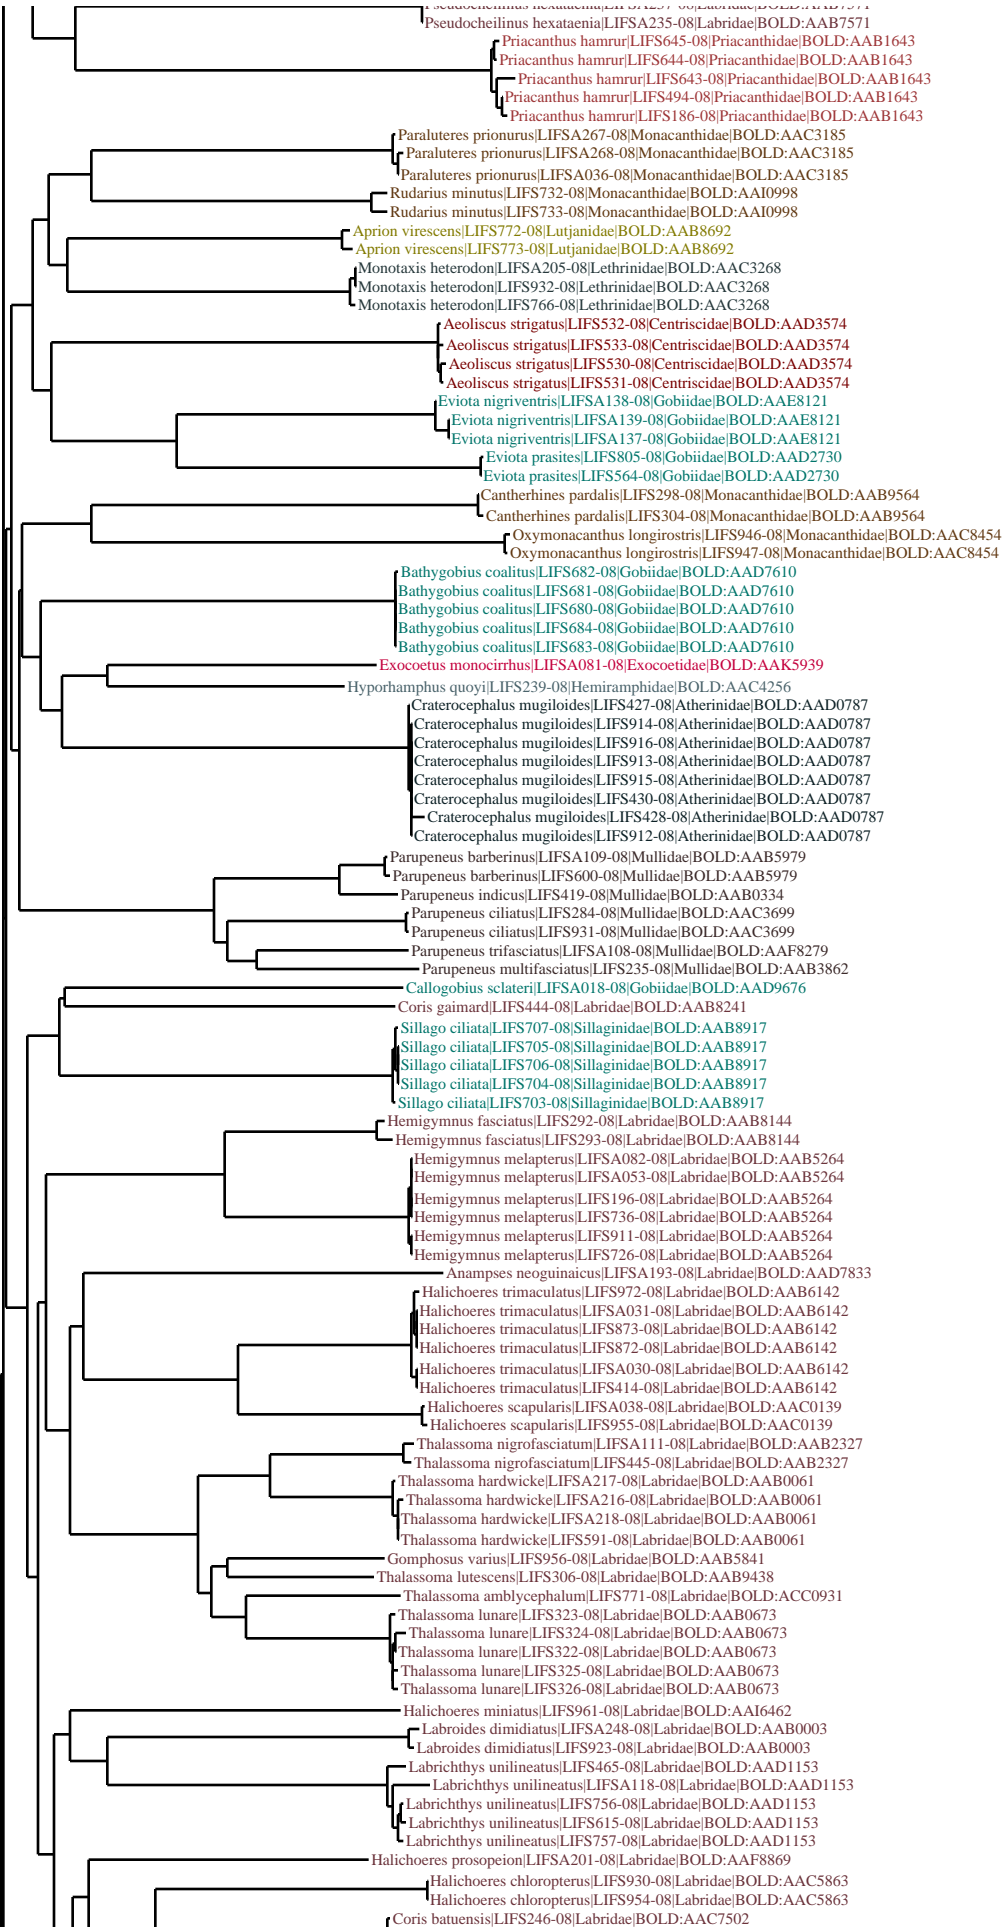 Pseudocheilinus hexataenia|LIFSA237-08|Labridae|BOLD:AAB7571
Pseudocheilinus hexataenia|LIFSA235-08|Labridae|BOLD:AAB7571
Priacanthus hamrur|LIFS645-08|Priacanthidae|BOLD:AAB1643
Priacanthus hamrur|LIFS644-08|Priacanthidae|BOLD:AAB1643
Priacanthus hamrur|LIFS643-08|Priacanthidae|BOLD:AAB1643
Priacanthus hamrur|LIFS494-08|Priacanthidae|BOLD:AAB1643
Priacanthus hamrur|LIFS186-08|Priacanthidae|BOLD:AAB1643
Paraluteres prionurus|LIFSA267-08|Monacanthidae|BOLD:AAC3185
Paraluteres prionurus|LIFSA268-08|Monacanthidae|BOLD:AAC3185
Paraluteres prionurus|LIFSA036-08|Monacanthidae|BOLD:AAC3185
Rudarius minutus|LIFS732-08|Monacanthidae|BOLD:AAI0998
Rudarius minutus|LIFS733-08|Monacanthidae|BOLD:AAI0998
Aprion virescens|LIFS772-08|Lutjanidae|BOLD:AAB8692
Aprion virescens|LIFS773-08|Lutjanidae|BOLD:AAB8692
Monotaxis heterodon|LIFSA205-08|Lethrinidae|BOLD:AAC3268
Monotaxis heterodon|LIFS932-08|Lethrinidae|BOLD:AAC3268
Monotaxis heterodon|LIFS766-08|Lethrinidae|BOLD:AAC3268
Aeoliscus strigatus|LIFS532-08|Centriscidae|BOLD:AAD3574
Aeoliscus strigatus|LIFS533-08|Centriscidae|BOLD:AAD3574
Aeoliscus strigatus|LIFS530-08|Centriscidae|BOLD:AAD3574
Aeoliscus strigatus|LIFS531-08|Centriscidae|BOLD:AAD3574
Eviota nigriventris|LIFSA138-08|Gobiidae|BOLD:AAE8121
Eviota nigriventris|LIFSA139-08|Gobiidae|BOLD:AAE8121
Eviota nigriventris|LIFSA137-08|Gobiidae|BOLD:AAE8121
Eviota prasites|LIFS805-08|Gobiidae|BOLD:AAD2730
Eviota prasites|LIFS564-08|Gobiidae|BOLD:AAD2730
Cantherhines pardalis|LIFS298-08|Monacanthidae|BOLD:AAB9564
Cantherhines pardalis|LIFS304-08|Monacanthidae|BOLD:AAB9564
Oxymonacanthus longirostris|LIFS946-08|Monacanthidae|BOLD:AAC8454
Oxymonacanthus longirostris|LIFS947-08|Monacanthidae|BOLD:AAC8454
Bathygobius coalitus|LIFS682-08|Gobiidae|BOLD:AAD7610
Bathygobius coalitus|LIFS681-08|Gobiidae|BOLD:AAD7610
Bathygobius coalitus|LIFS680-08|Gobiidae|BOLD:AAD7610
Bathygobius coalitus|LIFS684-08|Gobiidae|BOLD:AAD7610
Bathygobius coalitus|LIFS683-08|Gobiidae|BOLD:AAD7610
Exocoetus monocirrhus|LIFSA081-08|Exocoetidae|BOLD:AAK5939
Hyporhamphus quoyi|LIFS239-08|Hemiramphidae|BOLD:AAC4256
Craterocephalus mugiloides|LIFS427-08|Atherinidae|BOLD:AAD0787
Craterocephalus mugiloides|LIFS914-08|Atherinidae|BOLD:AAD0787
Craterocephalus mugiloides|LIFS916-08|Atherinidae|BOLD:AAD0787
Craterocephalus mugiloides|LIFS913-08|Atherinidae|BOLD:AAD0787
Craterocephalus mugiloides|LIFS915-08|Atherinidae|BOLD:AAD0787
Craterocephalus mugiloides|LIFS430-08|Atherinidae|BOLD:AAD0787
Craterocephalus mugiloides|LIFS428-08|Atherinidae|BOLD:AAD0787
Craterocephalus mugiloides|LIFS912-08|Atherinidae|BOLD:AAD0787
Parupeneus barberinus|LIFSA109-08|Mullidae|BOLD:AAB5979
Parupeneus barberinus|LIFS600-08|Mullidae|BOLD:AAB5979
Parupeneus indicus|LIFS419-08|Mullidae|BOLD:AAB0334
Parupeneus ciliatus|LIFS284-08|Mullidae|BOLD:AAC3699
Parupeneus ciliatus|LIFS931-08|Mullidae|BOLD:AAC3699
Parupeneus trifasciatus|LIFSA108-08|Mullidae|BOLD:AAF8279
Parupeneus multifasciatus|LIFS235-08|Mullidae|BOLD:AAB3862
Callogobius sclateri|LIFSA018-08|Gobiidae|BOLD:AAD9676
Coris gaimard|LIFS444-08|Labridae|BOLD:AAB8241
Sillago ciliata|LIFS707-08|Sillaginidae|BOLD:AAB8917
Sillago ciliata|LIFS705-08|Sillaginidae|BOLD:AAB8917
Sillago ciliata|LIFS706-08|Sillaginidae|BOLD:AAB8917
Sillago ciliata|LIFS704-08|Sillaginidae|BOLD:AAB8917
Sillago ciliata|LIFS703-08|Sillaginidae|BOLD:AAB8917
Hemigymnus fasciatus|LIFS292-08|Labridae|BOLD:AAB8144
Hemigymnus fasciatus|LIFS293-08|Labridae|BOLD:AAB8144
Hemigymnus melapterus|LIFSA082-08|Labridae|BOLD:AAB5264
Hemigymnus melapterus|LIFSA053-08|Labridae|BOLD:AAB5264
Hemigymnus melapterus|LIFS196-08|Labridae|BOLD:AAB5264
Hemigymnus melapterus|LIFS736-08|Labridae|BOLD:AAB5264
Hemigymnus melapterus|LIFS911-08|Labridae|BOLD:AAB5264
Hemigymnus melapterus|LIFS726-08|Labridae|BOLD:AAB5264
Anampses neoguinaicus|LIFSA193-08|Labridae|BOLD:AAD7833
Halichoeres trimaculatus|LIFS972-08|Labridae|BOLD:AAB6142
Halichoeres trimaculatus|LIFSA031-08|Labridae|BOLD:AAB6142
Halichoeres trimaculatus|LIFS873-08|Labridae|BOLD:AAB6142
Halichoeres trimaculatus|LIFS872-08|Labridae|BOLD:AAB6142
Halichoeres trimaculatus|LIFSA030-08|Labridae|BOLD:AAB6142
Halichoeres trimaculatus|LIFS414-08|Labridae|BOLD:AAB6142
Halichoeres scapularis|LIFSA038-08|Labridae|BOLD:AAC0139
Halichoeres scapularis|LIFS955-08|Labridae|BOLD:AAC0139
Thalassoma nigrofasciatum|LIFSA111-08|Labridae|BOLD:AAB2327
Thalassoma nigrofasciatum|LIFS445-08|Labridae|BOLD:AAB2327
Thalassoma hardwicke|LIFSA217-08|Labridae|BOLD:AAB0061
Thalassoma hardwicke|LIFSA216-08|Labridae|BOLD:AAB0061
Thalassoma hardwicke|LIFSA218-08|Labridae|BOLD:AAB0061
Thalassoma hardwicke|LIFS591-08|Labridae|BOLD:AAB0061
Gomphosus varius|LIFS956-08|Labridae|BOLD:AAB5841
Thalassoma lutescens|LIFS306-08|Labridae|BOLD:AAB9438
Thalassoma amblycephalum|LIFS771-08|Labridae|BOLD:ACC0931
Thalassoma lunare|LIFS323-08|Labridae|BOLD:AAB0673
Thalassoma lunare|LIFS324-08|Labridae|BOLD:AAB0673
Thalassoma lunare|LIFS322-08|Labridae|BOLD:AAB0673
Thalassoma lunare|LIFS325-08|Labridae|BOLD:AAB0673
Thalassoma lunare|LIFS326-08|Labridae|BOLD:AAB0673
Halichoeres miniatus|LIFS961-08|Labridae|BOLD:AAI6462
Labroides dimidiatus|LIFSA248-08|Labridae|BOLD:AAB0003
Labroides dimidiatus|LIFS923-08|Labridae|BOLD:AAB0003
Labrichthys unilineatus|LIFS465-08|Labridae|BOLD:AAD1153
Labrichthys unilineatus|LIFSA118-08|Labridae|BOLD:AAD1153
Labrichthys unilineatus|LIFS756-08|Labridae|BOLD:AAD1153
Labrichthys unilineatus|LIFS615-08|Labridae|BOLD:AAD1153
Labrichthys unilineatus|LIFS757-08|Labridae|BOLD:AAD1153
Halichoeres prosopeion|LIFSA201-08|Labridae|BOLD:AAF8869
Halichoeres chloropterus|LIFS930-08|Labridae|BOLD:AAC5863
Halichoeres chloropterus|LIFS954-08|Labridae|BOLD:AAC5863
Coris batuensis|LIFS246-08|Labridae|BOLD:AAC7502